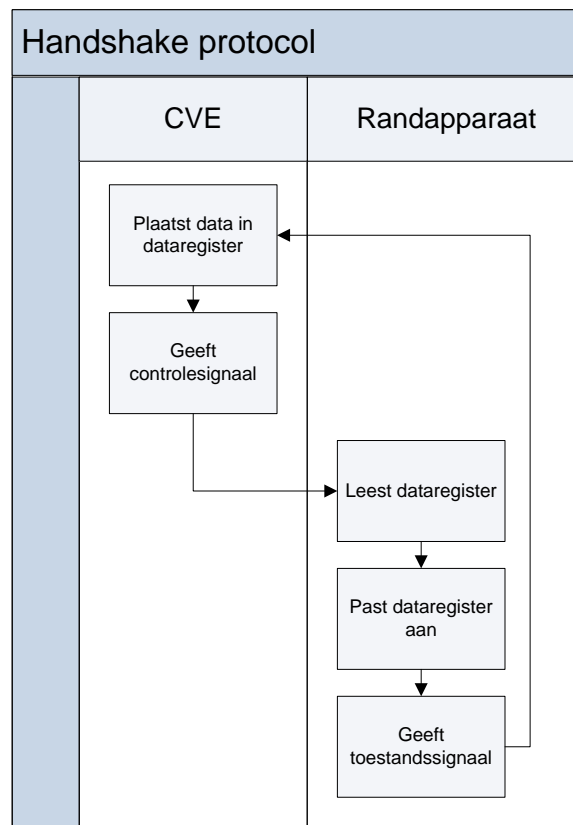 Handshake protocol
CVE
Randapparaat
Plaatst data in
dataregister
Geeft
controlesignaal
Leest dataregister
Past dataregister
aan
Geeft
toestandssignaal